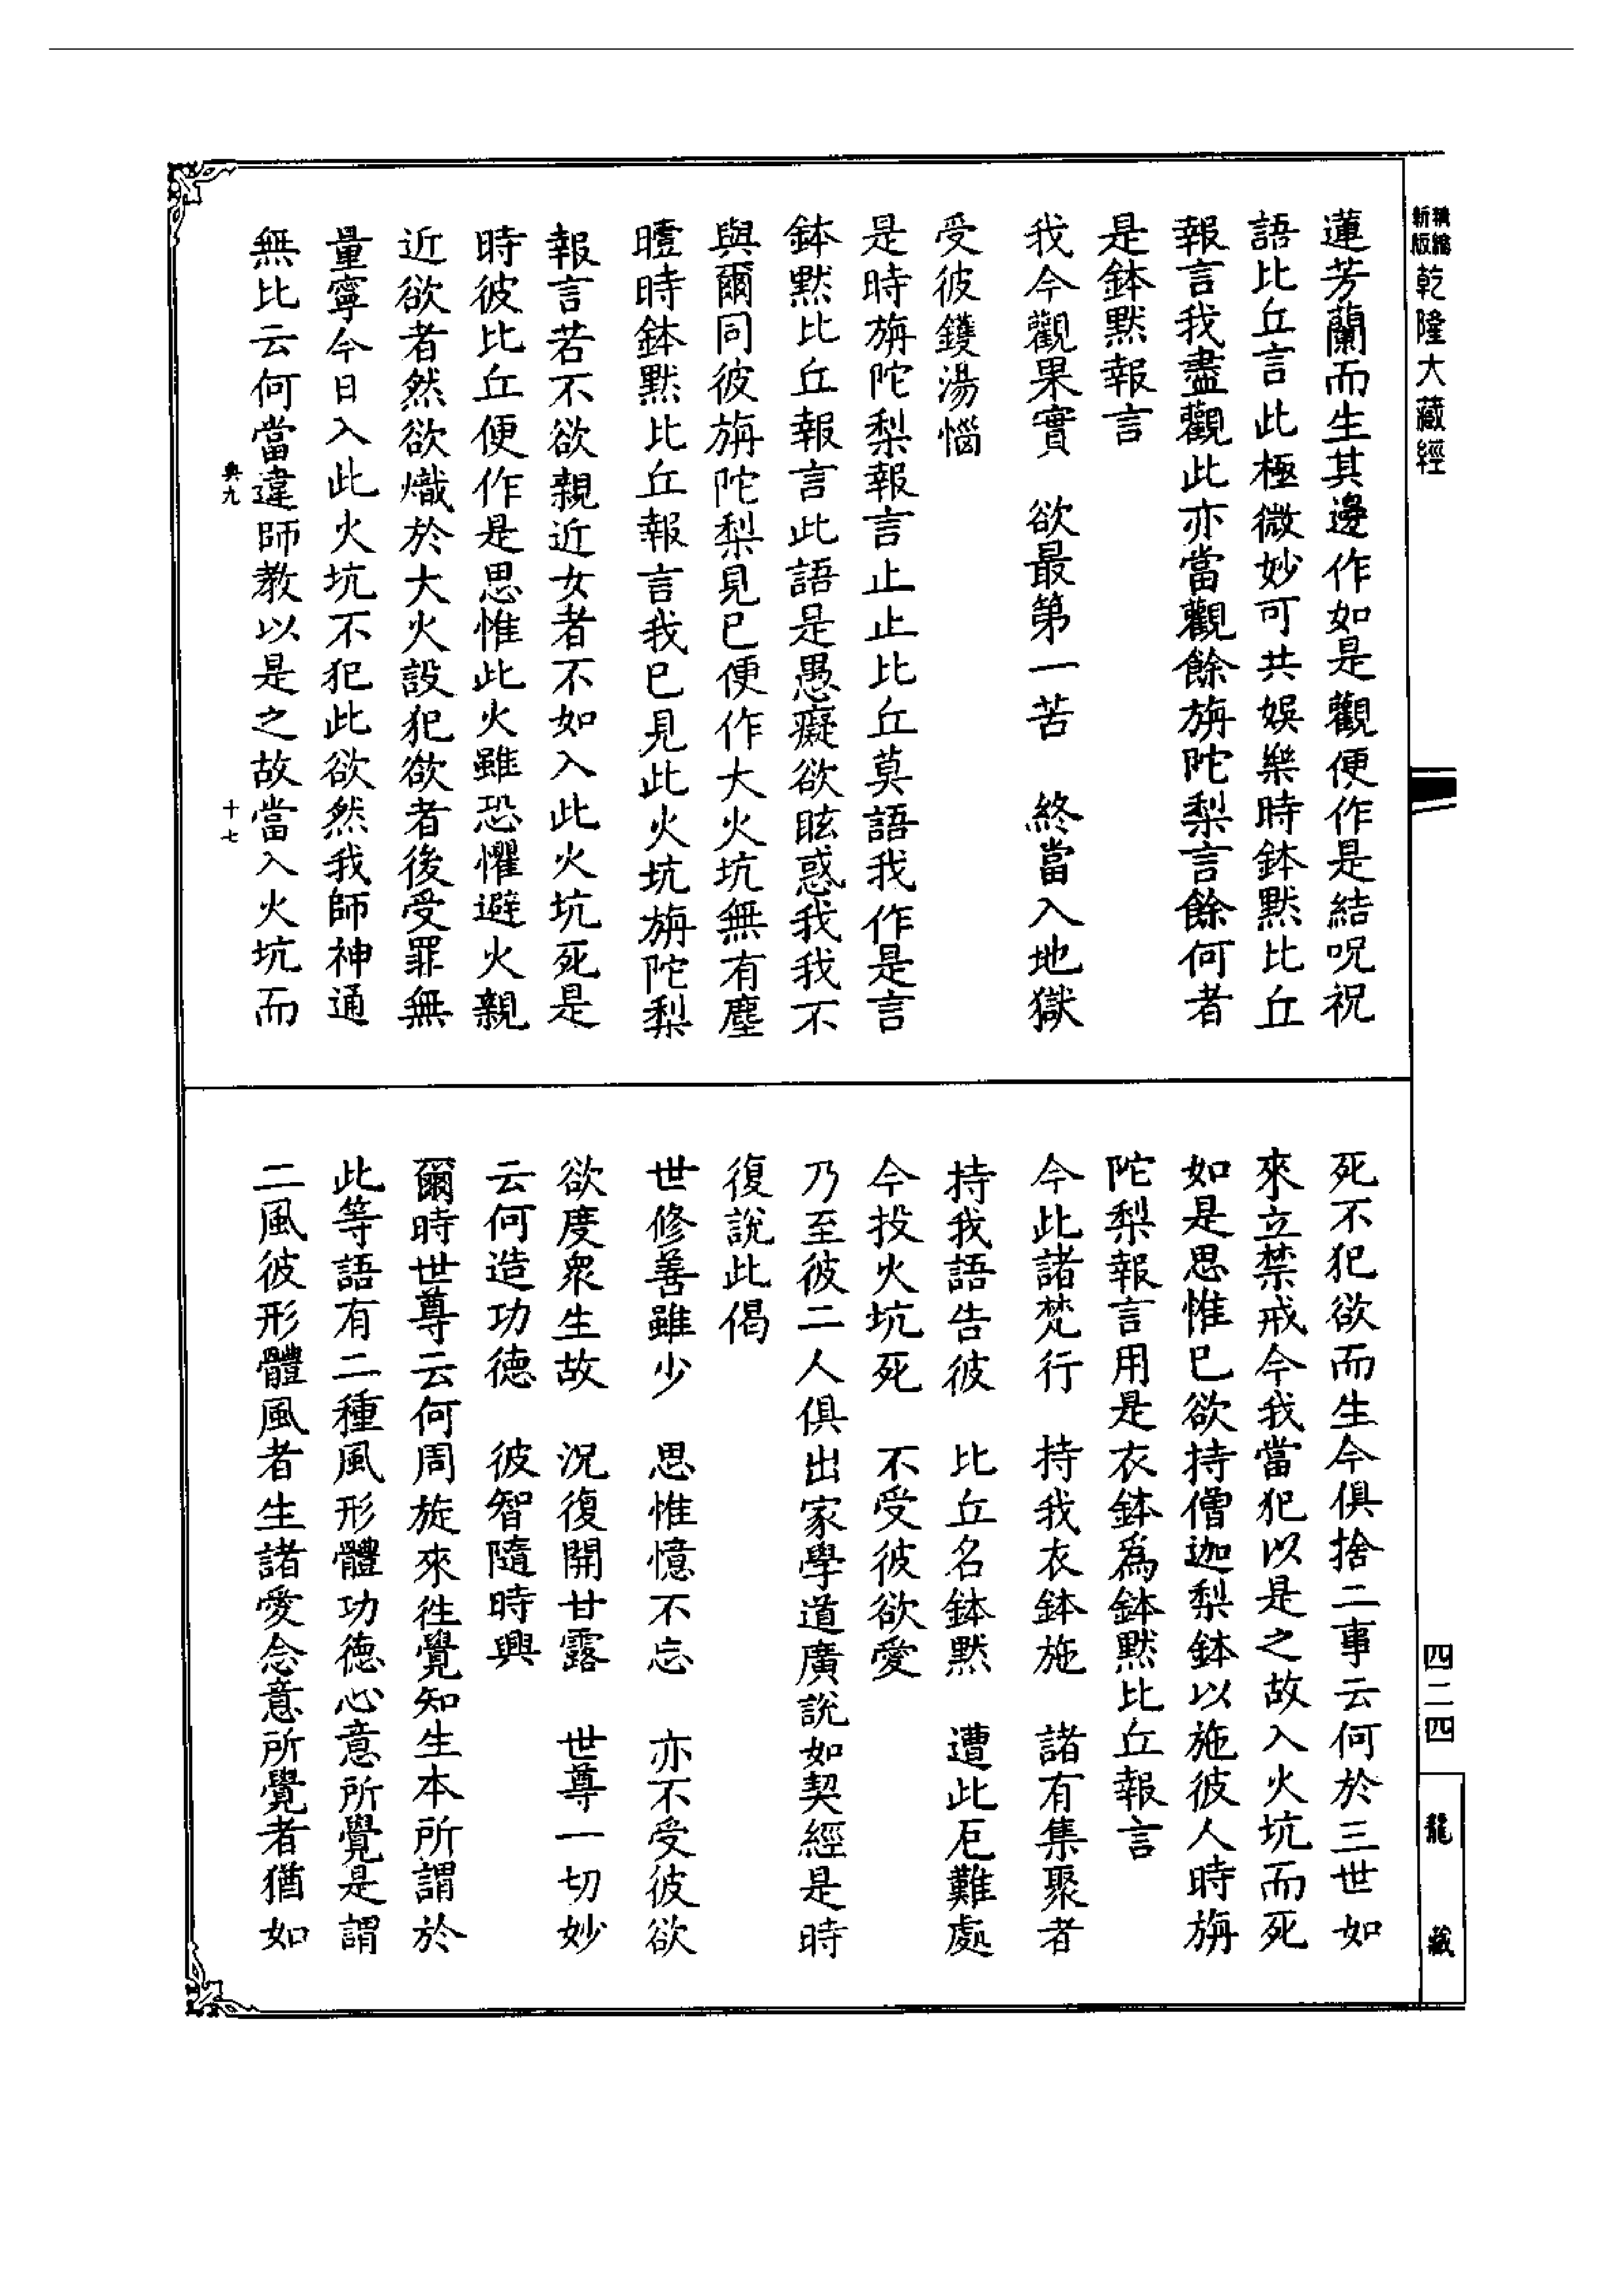 新編縮版
乾隆大藏經
蓮芳蘭而生其邊作如是觀便作是結呪祝
語比丘言此極微妙可共娛樂時鉢默比丘
報言我盡觀此亦當觀餘旃陀梨言餘何者
是鉢默報言
我今觀果實　欲最第一苦　終當入地獄
受彼鑊湯惱
是時旃陀梨報言止止比丘莫語我作是言
鉢默比丘報言此語是愚癡欲眩惑我我不
與爾同彼旃陀梨見已便作大火坑無有塵
曀時鉢默比丘報言我已見此火坑旃陀梨
報言若不欲親近女者不如入此火坑死是
時彼比丘便作是思惟此火雖恐懼避火親
近欲者然欲熾於大火設犯欲者後受罪無
量寧今日入此火坑不犯此欲然我師神通
無比云何當違師教以是之故當入火坑而
典九
十七
死不犯欲而生今俱捨二事云何於三世如
來立禁戒今我當犯以是之故入火坑而死
如是思惟已欲持僧迦梨鉢以施彼人時旃
陀梨報言用是衣鉢爲鉢默比丘報言
今此諸梵行　持我衣鉢施　諸有集聚者
持我語告彼　比丘名鉢默　遭此厄難處
今投火坑死　不受彼欲愛
乃至彼二人俱出家學道廣說如契經是時
復說此偈
世修善雖少　思惟憶不忘　亦不受彼欲
欲度衆生故　況復開甘露　世尊一切妙
云何造功德　彼智隨時興
爾時世尊云何周旋來往覺知生本所謂於
此等語有二種風形體功德心意所覺是謂
二風彼形體風者生諸愛念意所覺者猶如
四二四
龍藏